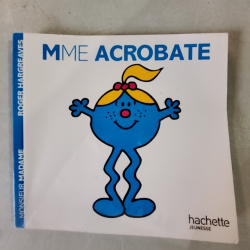 MME ACROBATE
MONSIEUR MADAME
ROGER HARGREAVES
hachette
JEUNESSE